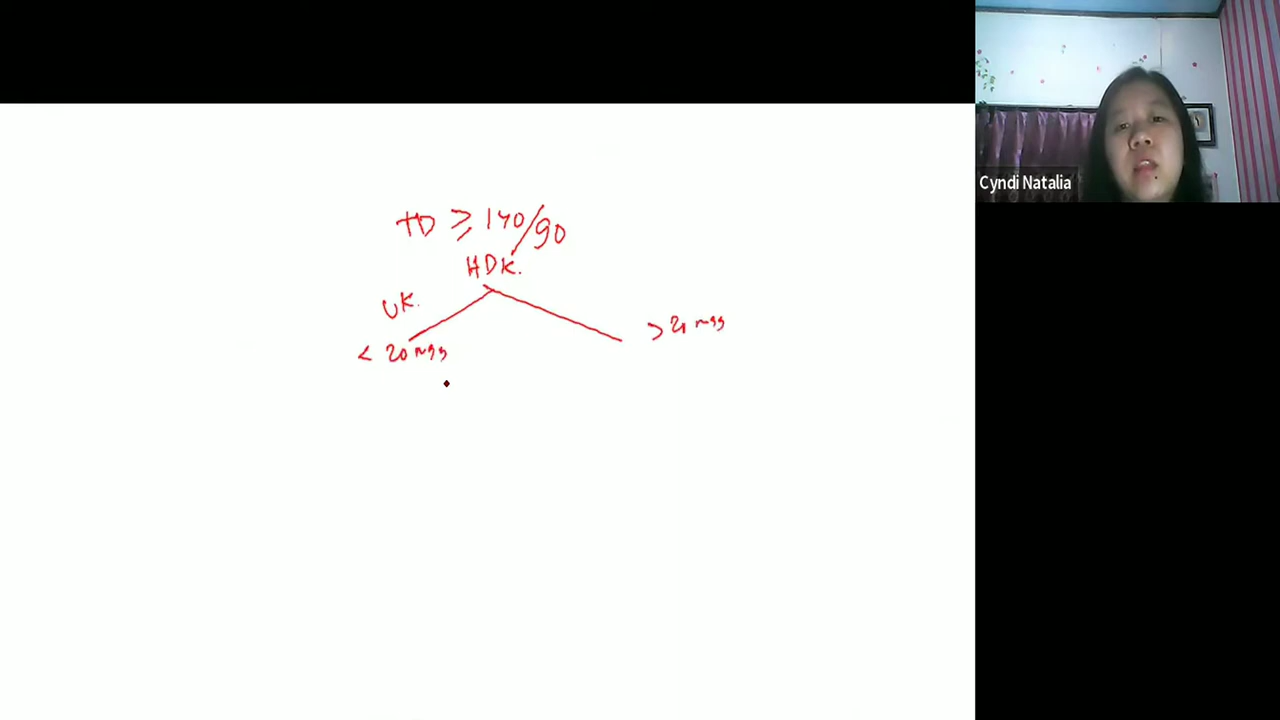 TD ≥ 140/90
HDK.
UK.
< 20 mgg
> 20 mgg
Cyndi Natalia